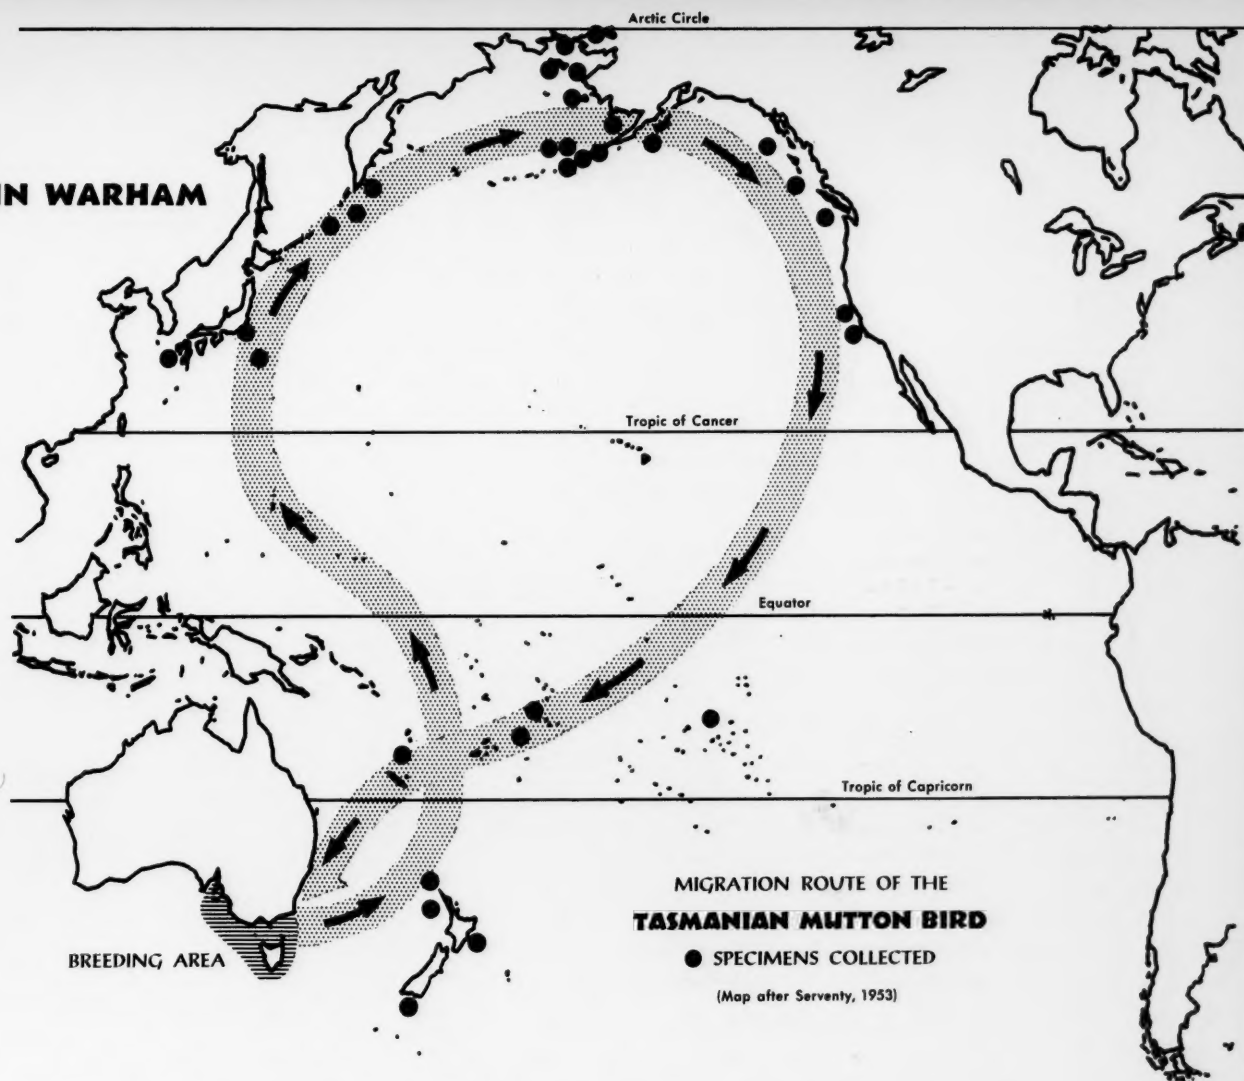 Arctic Circle
IN WARHAM
Tropic of Cancer
Equator
Tropic of Capricorn
MIGRATION ROUTE OF THE
TASMANIAN MUTTON BIRD
SPECIMENS COLLECTED
(Map after Serventy, 1953)
BREEDING AREA